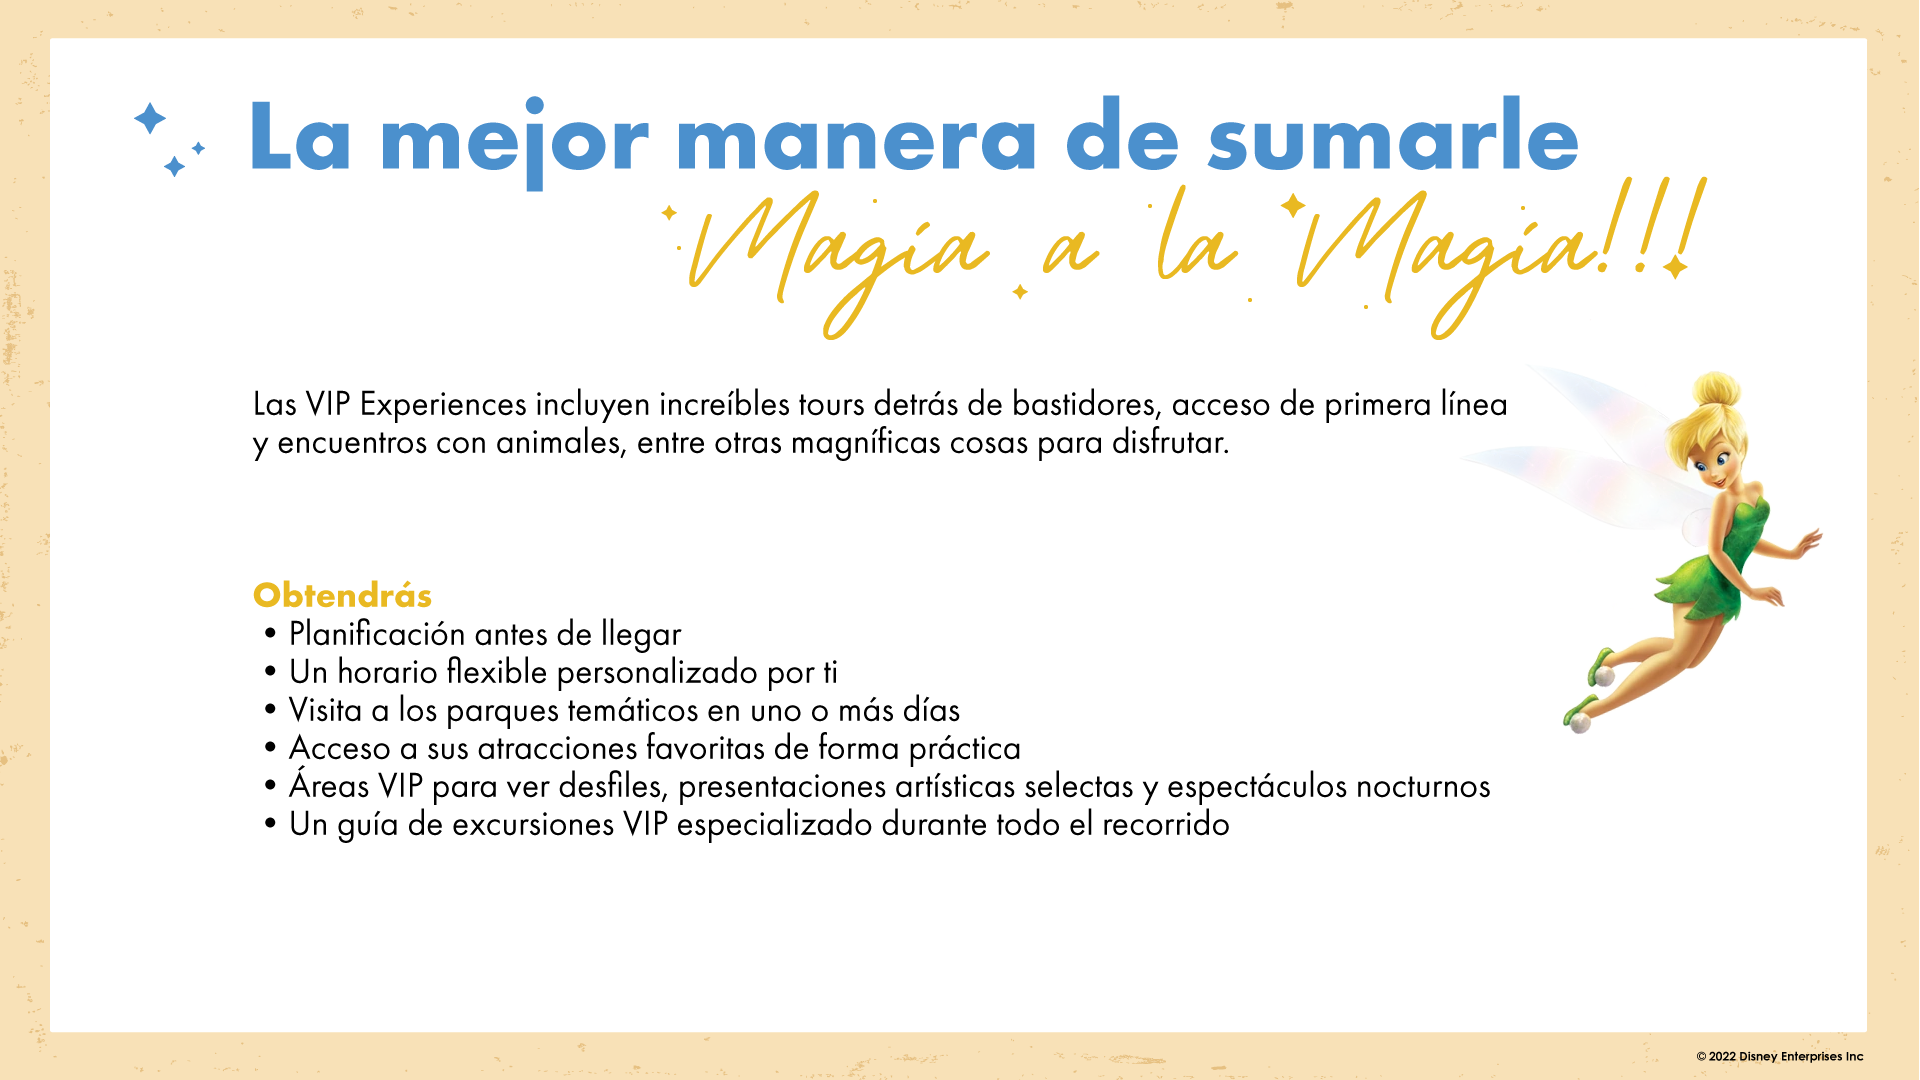 La mejor manera de sumarle
Magia a la Magia!!!
Las VIP Experiences incluyen increíbles tours detrás de bastidores, acceso de primera línea
y encuentros con animales, entre otras magníficas cosas para disfrutar.
Obtendrás
• Planificación antes de llegar
• Un horario flexible personalizado por ti
• Visita a los parques temáticos en uno o más días
• Acceso a sus atracciones favoritas de forma práctica
• Áreas VIP para ver desfiles, presentaciones artísticas selectas y espectáculos nocturnos
• Un guía de excursiones VIP especializado durante todo el recorrido
© 2022 Disney Enterprises Inc